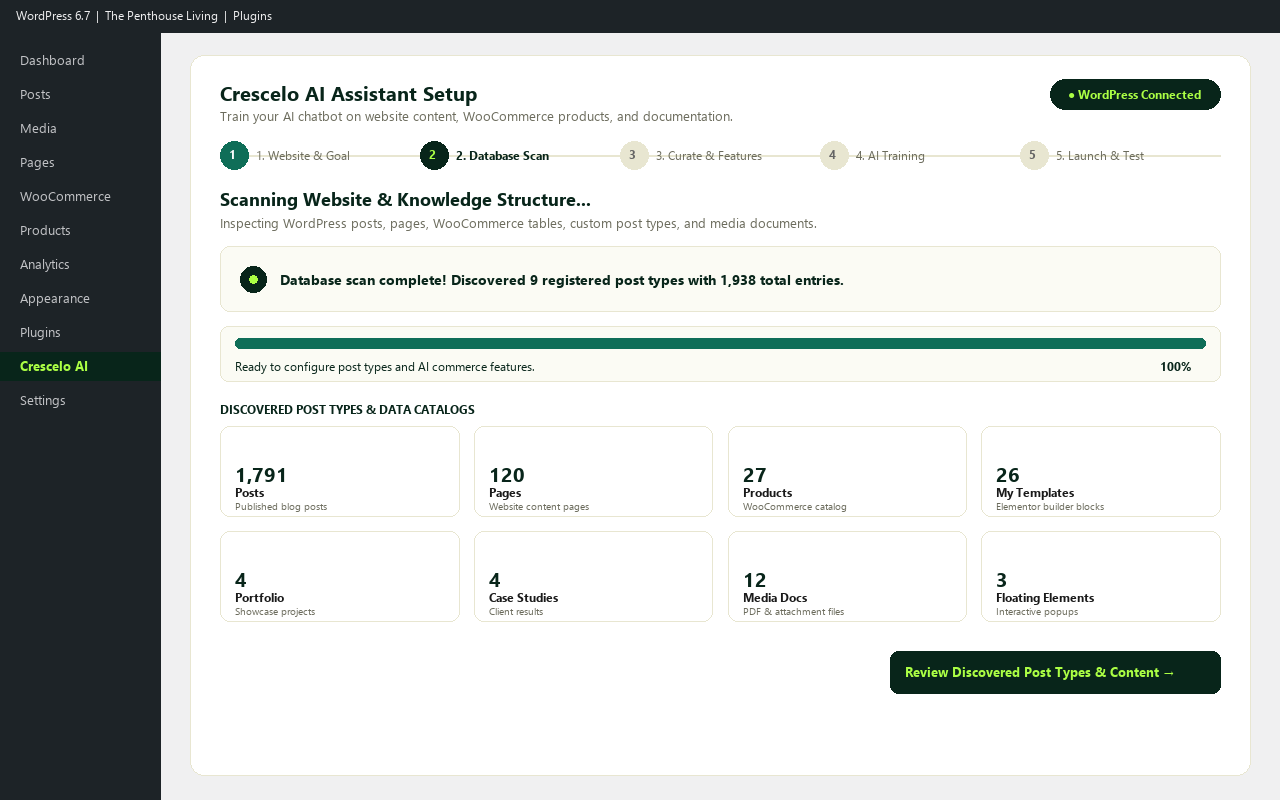 WordPress 6.7 | The Penthouse Living | Plugins
Dashboard
Posts
Media
Pages
WooCommerce
Products
Analytics
Appearance
Plugins
Crescelo AI
Settings
Crescelo AI Assistant Setup
● WordPress Connected
Train your AI chatbot on website content, WooCommerce products, and documentation.
1 1. Website & Goal
2 2. Database Scan
3 3. Curate & Features
4 4. AI Training
5 5. Launch & Test
Scanning Website & Knowledge Structure...
Inspecting WordPress posts, pages, WooCommerce tables, custom post types, and media documents.
Database scan complete! Discovered 9 registered post types with 1,938 total entries.
Ready to configure post types and AI commerce features. 100%
DISCOVERED POST TYPES & DATA CATALOGS
1,791
Posts
Published blog posts
120
Pages
Website content pages
27
Products
WooCommerce catalog
26
My Templates
Elementor builder blocks
4
Portfolio
Showcase projects
4
Case Studies
Client results
12
Media Docs
PDF & attachment files
3
Floating Elements
Interactive popups
Review Discovered Post Types & Content →